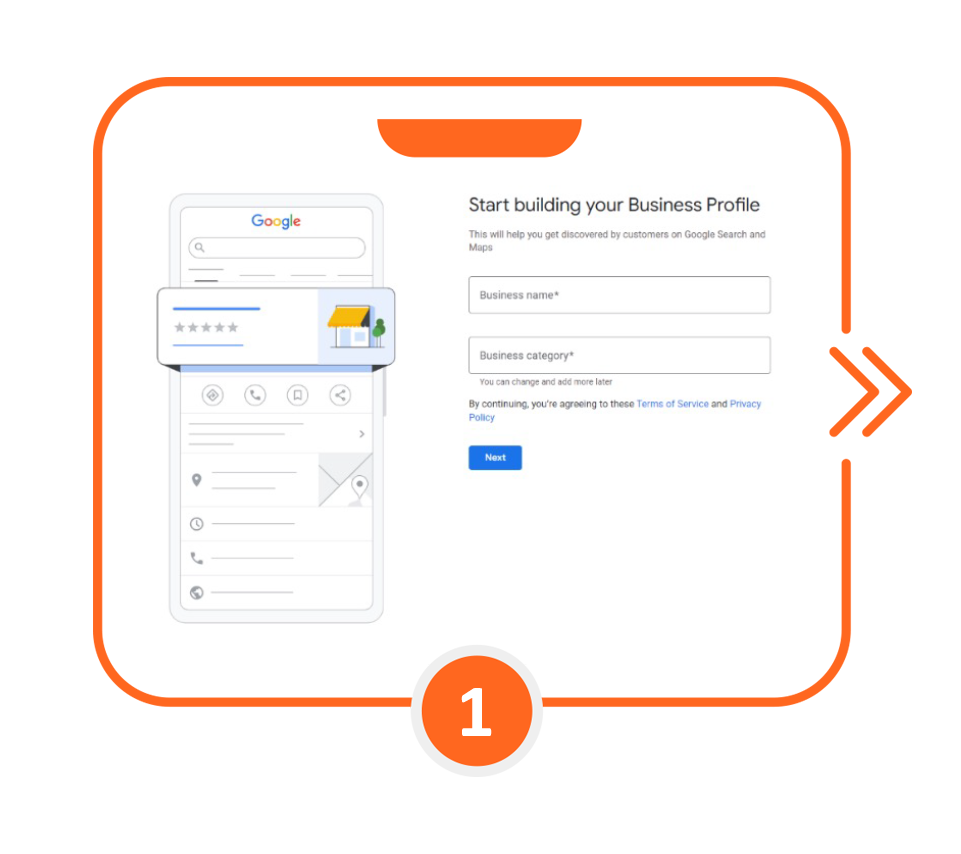 Google
Start building your Business Profile
This will help you get discovered by customers on Google Search and
Maps
Business name*
Business category*
You can change and add more later
By continuing, you're agreeing to these Terms of Service and Privacy
Policy
Next
1